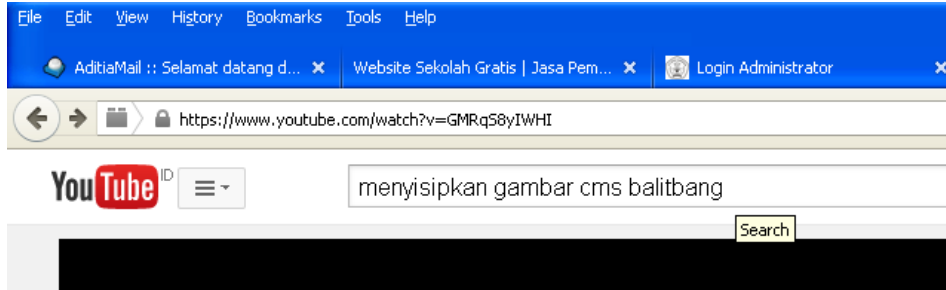 File Edit View History Bookmarks Tools Help
AditiaMail :: Selamat datang d... Website Sekolah Gratis | Jasa Pem... Login Administrator
https://www.youtube.com/watch?v=GMRqS8yIWHI
YouTube ID menyisipkan gambar cms balitbang
Search